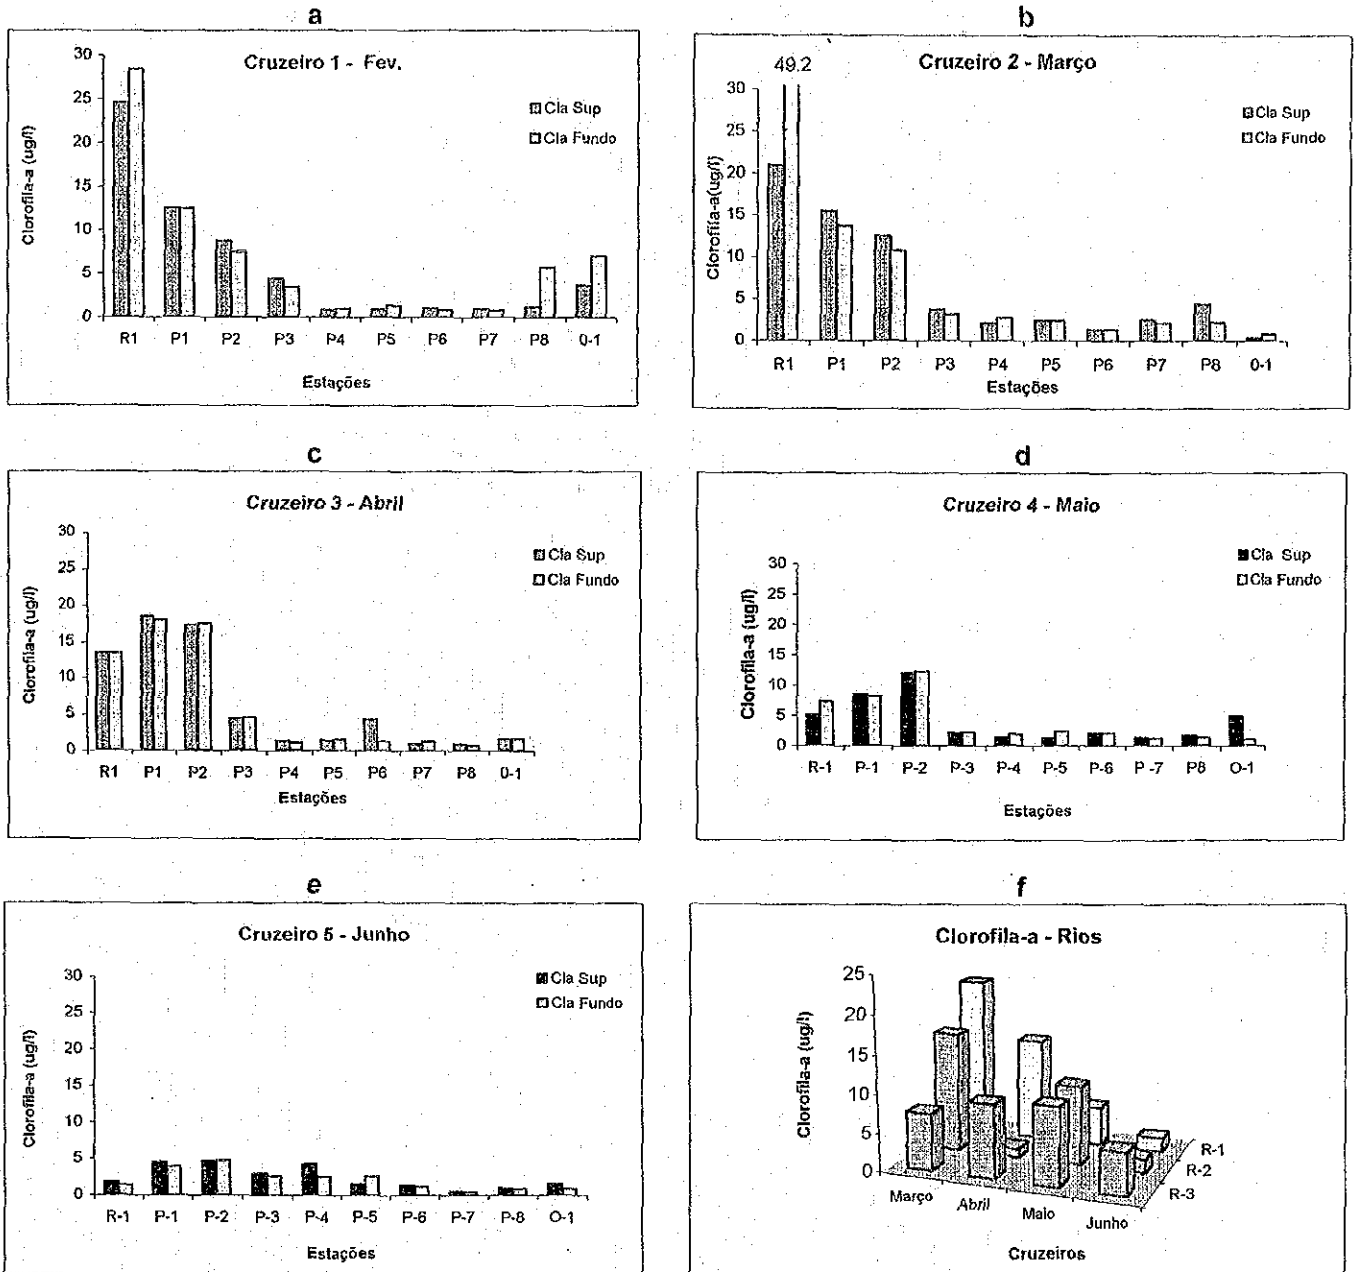 a
Cruzeiro 1 - Fev.
Clorofila-a (ug/l)
30
25
20
15
10
5
0
Cla Sup
Cla Fundo
R1 P1 P2 P3 P4 P5 P6 P7 P8 0-1
Estações
b
Cruzeiro 2 - Março
49.2
Clorofila-a(ug/l)
30
25
20
15
10
5
0
Cla Sup
Cla Fundo
R1 P1 P2 P3 P4 P5 P6 P7 P8 0-1
Estações
c
Cruzeiro 3 - Abril
Clorofila-a (ug/l)
30
25
20
15
10
5
0
Cla Sup
Cla Fundo
R1 P1 P2 P3 P4 P5 P6 P7 P8 0-1
Estações
d
Cruzeiro 4 - Maio
Clorofila-a (ug/l)
30
25
20
15
10
5
0
Cla Sup
Cla Fundo
R-1 P-1 P-2 P-3 P-4 P-5 P-6 P -7 P8 O-1
Estações
e
Cruzeiro 5 - Junho
Clorofila-a (ug/l)
30
25
20
15
10
5
0
Cla Sup
Cla Fundo
R-1 P-1 P-2 P-3 P-4 P-5 P-6 P-7 P-8 O-1
Estações
f
Clorofila-a - Rios
Clorofila-a (ug/l)
25
20
15
10
5
0
R-1
R-2
R-3
Março Abril Maio Junho
Cruzeiros